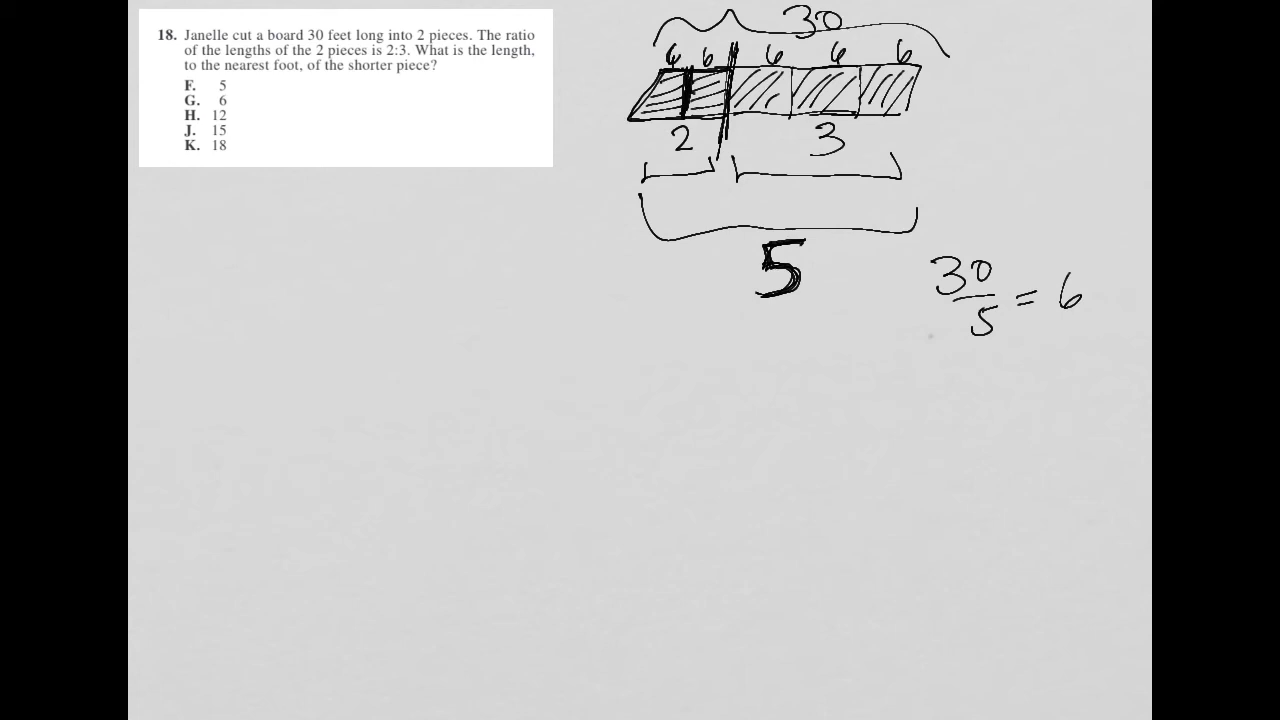 18. Janelle cut a board 30 feet long into 2 pieces. The ratio
of the lengths of the 2 pieces is 2:3. What is the length,
to the nearest foot, of the shorter piece?
F. 5
G. 6
H. 12
J. 15
K. 18
30
6 6 6 6 6
2 3
5
30/5 = 6